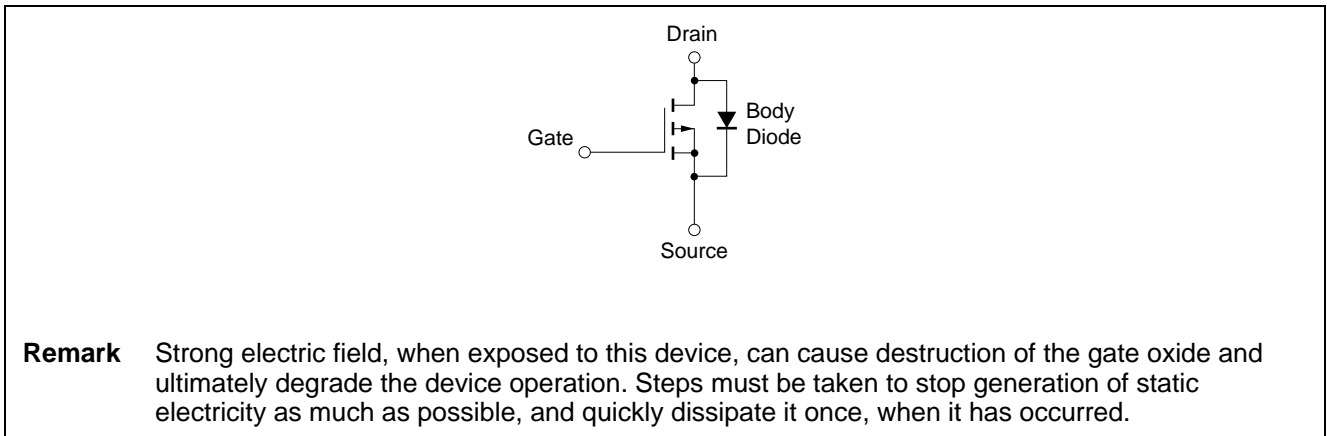 Drain
Body
Diode
Gate
Source
Remark Strong electric field, when exposed to this device, can cause destruction of the gate oxide and
ultimately degrade the device operation. Steps must be taken to stop generation of static
electricity as much as possible, and quickly dissipate it once, when it has occurred.